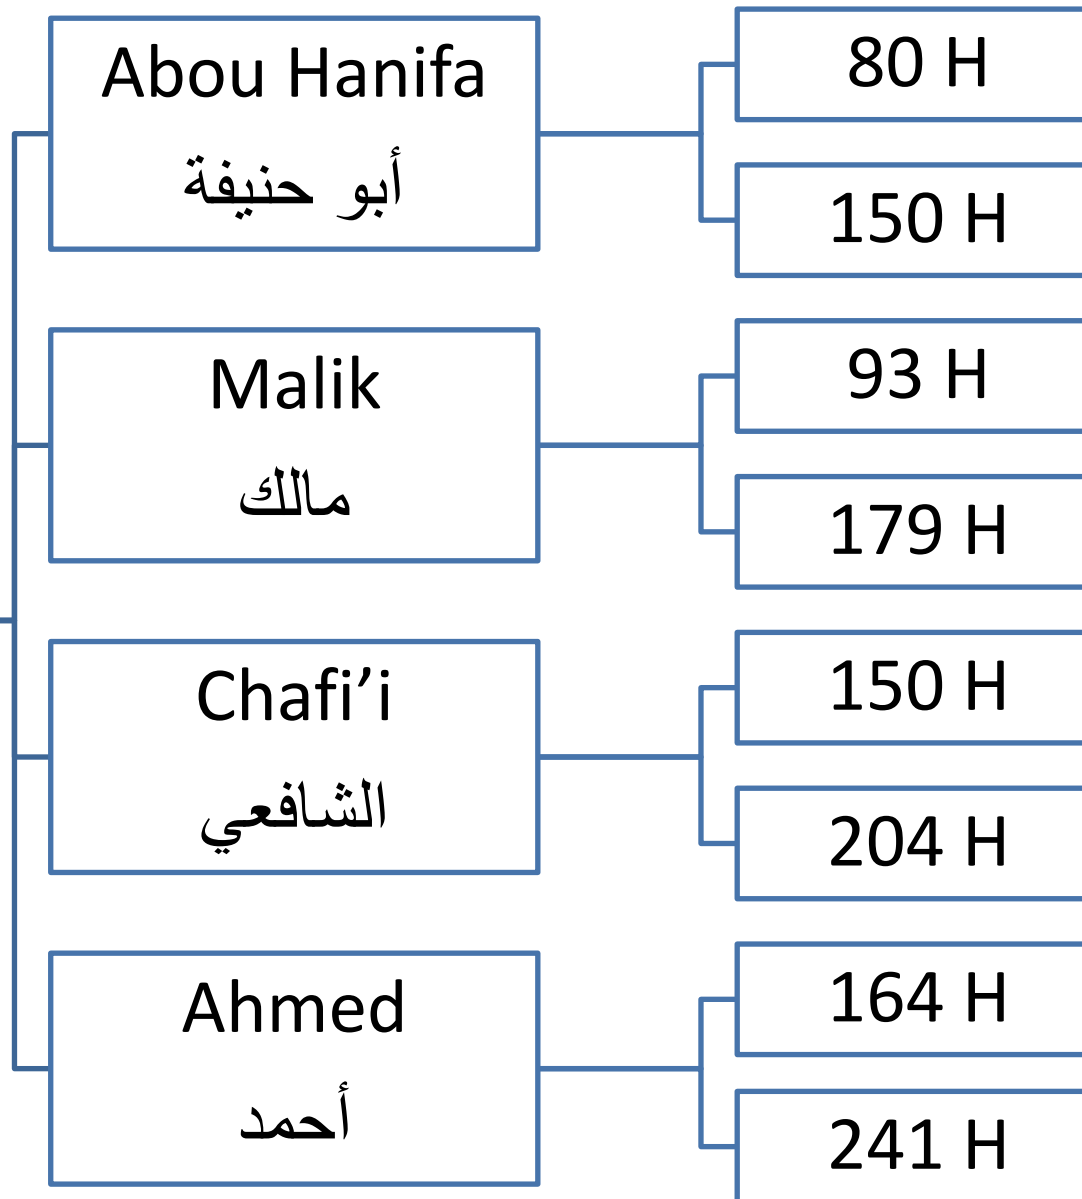 Abou Hanifa
أبو حنيفة
80 H
150 H
Malik
مالك
93 H
179 H
Chafi’i
الشافعي
150 H
204 H
Ahmed
أحمد
164 H
241 H